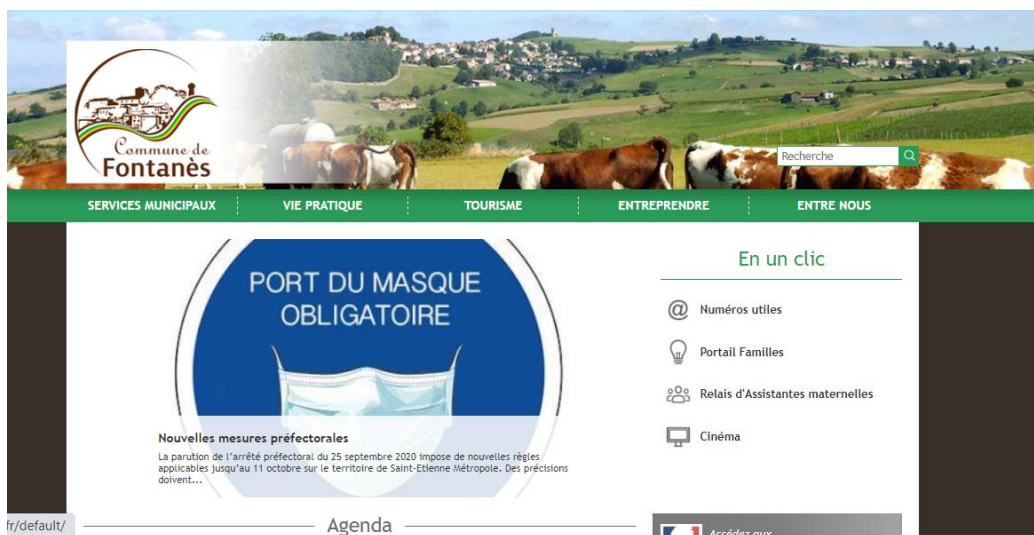 Commune de
Fontanès
Recherche
SERVICES MUNICIPAUX
VIE PRATIQUE
TOURISME
ENTREPRENDRE
ENTRE NOUS
PORT DU MASQUE
OBLIGATOIRE
Nouvelles mesures préfectorales
La parution de l'arrêté préfectoral du 25 septembre 2020 impose de nouvelles règles
applicables jusqu'au 11 octobre sur le territoire de Saint-Etienne Métropole. Des précisions
doivent...
En un clic
Numéros utiles
Portail Familles
Relais d'Assistantes maternelles
Cinéma
fr/default/
Agenda
Accédez aux